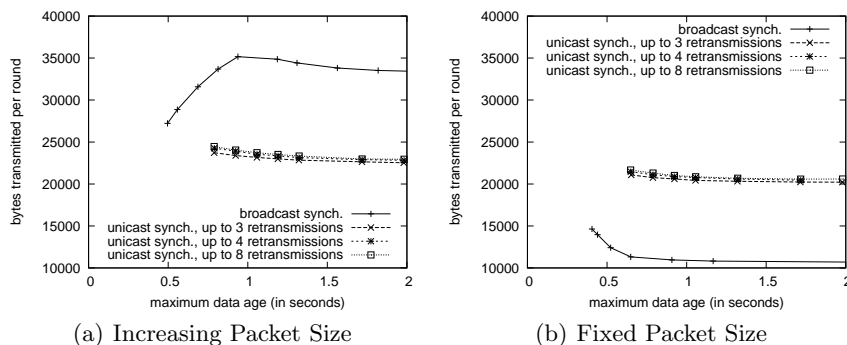 bytes transmitted per round
40000
35000
30000
25000
20000
15000
10000
broadcast synch.
unicast synch., up to 3 retransmissions
unicast synch., up to 4 retransmissions
unicast synch., up to 8 retransmissions
0 0.5 1 1.5 2
maximum data age (in seconds)
(a) Increasing Packet Size
bytes transmitted per round
40000
35000
30000
25000
20000
15000
10000
broadcast synch.
unicast synch., up to 3 retransmissions
unicast synch., up to 4 retransmissions
unicast synch., up to 8 retransmissions
0 0.5 1 1.5 2
maximum data age (in seconds)
(b) Fixed Packet Size